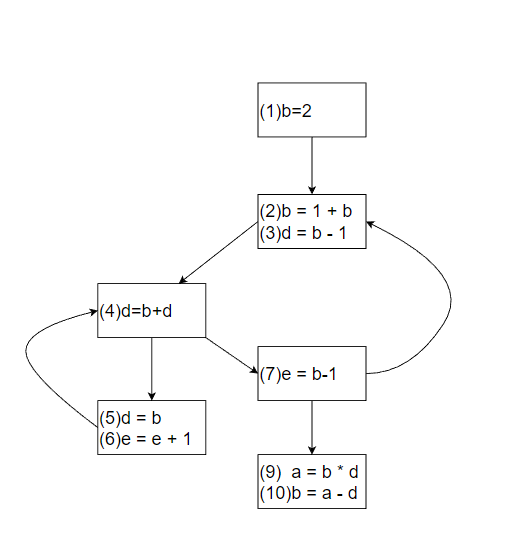 (1)b=2
(2)b = 1 + b
(3)d = b - 1
(4)d=b+d
(7)e = b-1
(5)d = b
(6)e = e + 1
(9)  a = b * d
(10)b = a - d